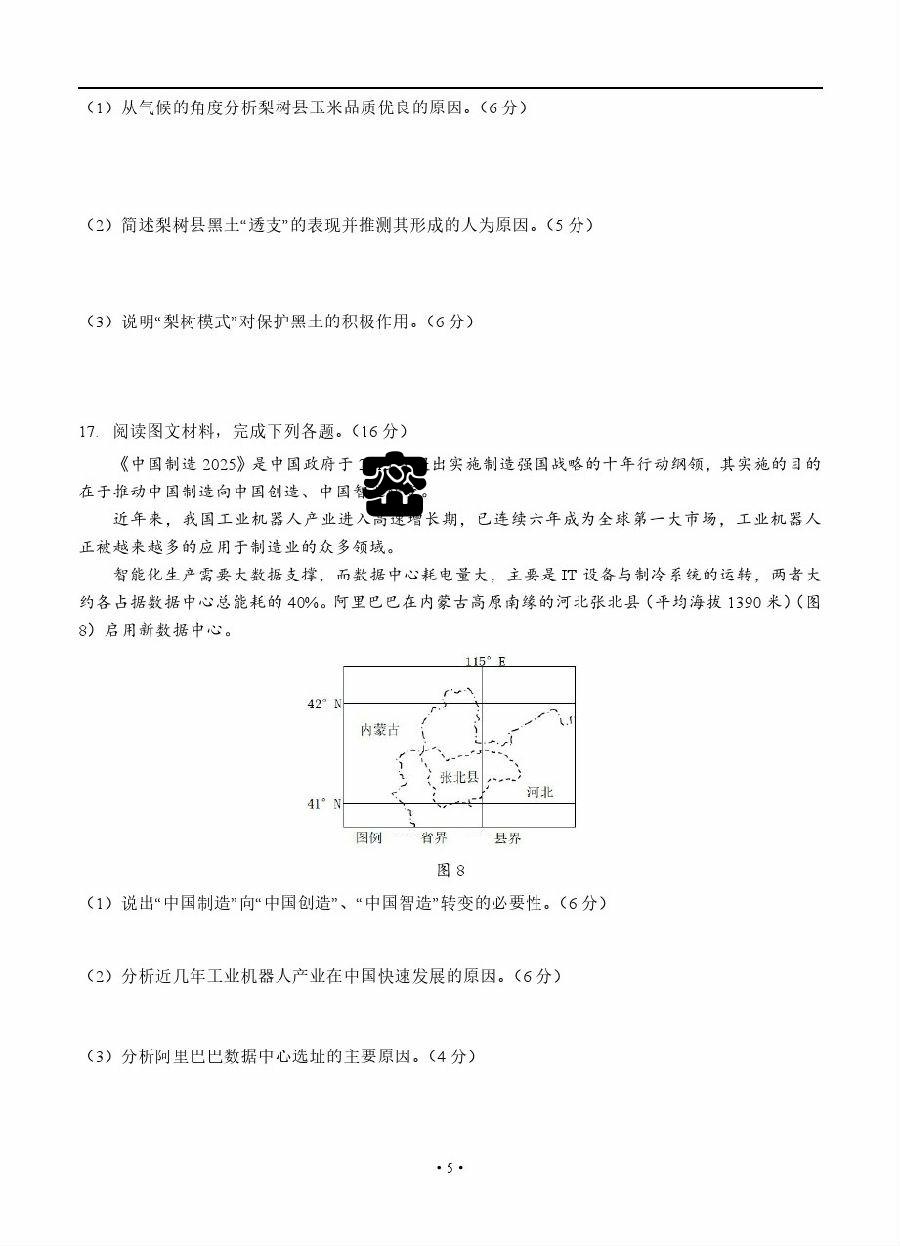 （1）从气候的角度分析梨树县玉米品质优良的原因。（6分）
（2）简述梨树县黑土“透支”的表现并推测其形成的人为原因。（5分）
（3）说明“梨树模式”对保护黑土的积极作用。（6分）
17. 阅读图文材料，完成下列各题。（16分）
《中国制造2025》是中国政府于 出实施制造强国战略的十年行动纲领，其实施的目的
在于推动中国制造向中国创造、中国智 。
近年来，我国工业机器人产业进入高速增长期，已连续六年成为全球第一大市场，工业机器人
正被越来越多的应用于制造业的众多领域。
智能化生产需要大数据支撑，而数据中心耗电量大，主要是IT设备与制冷系统的运转，两者大
约各占据数据中心总能耗的40%。阿里巴巴在内蒙古高原南缘的河北张北县（平均海拔1390米）（图
8）启用新数据中心。
115° E
42° N
内蒙古
张北县
河北
41° N
图例 省界 县界
图8
（1）说出“中国制造”向“中国创造”、“中国智造”转变的必要性。（6分）
（2）分析近几年工业机器人产业在中国快速发展的原因。（6分）
（3）分析阿里巴巴数据中心选址的主要原因。（4分）
·5·